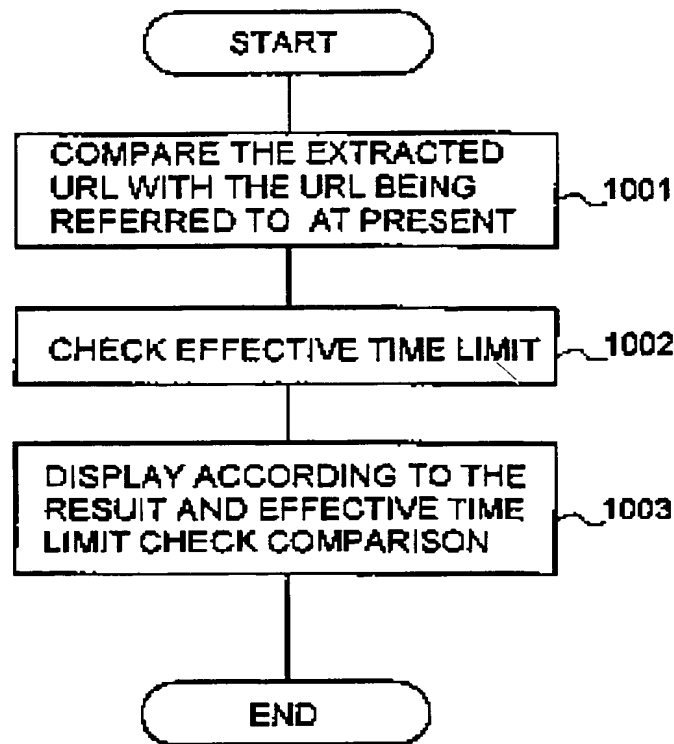 START
COMPARE THE EXTRACTED
URL WITH THE URL BEING
REFERRED TO AT PRESENT
1001
CHECK EFFECTIVE TIME LIMIT
1002
DISPLAY ACCORDING TO THE
RESUIT AND EFFECTIVE TIME
LIMIT CHECK COMPARISON
1003
END